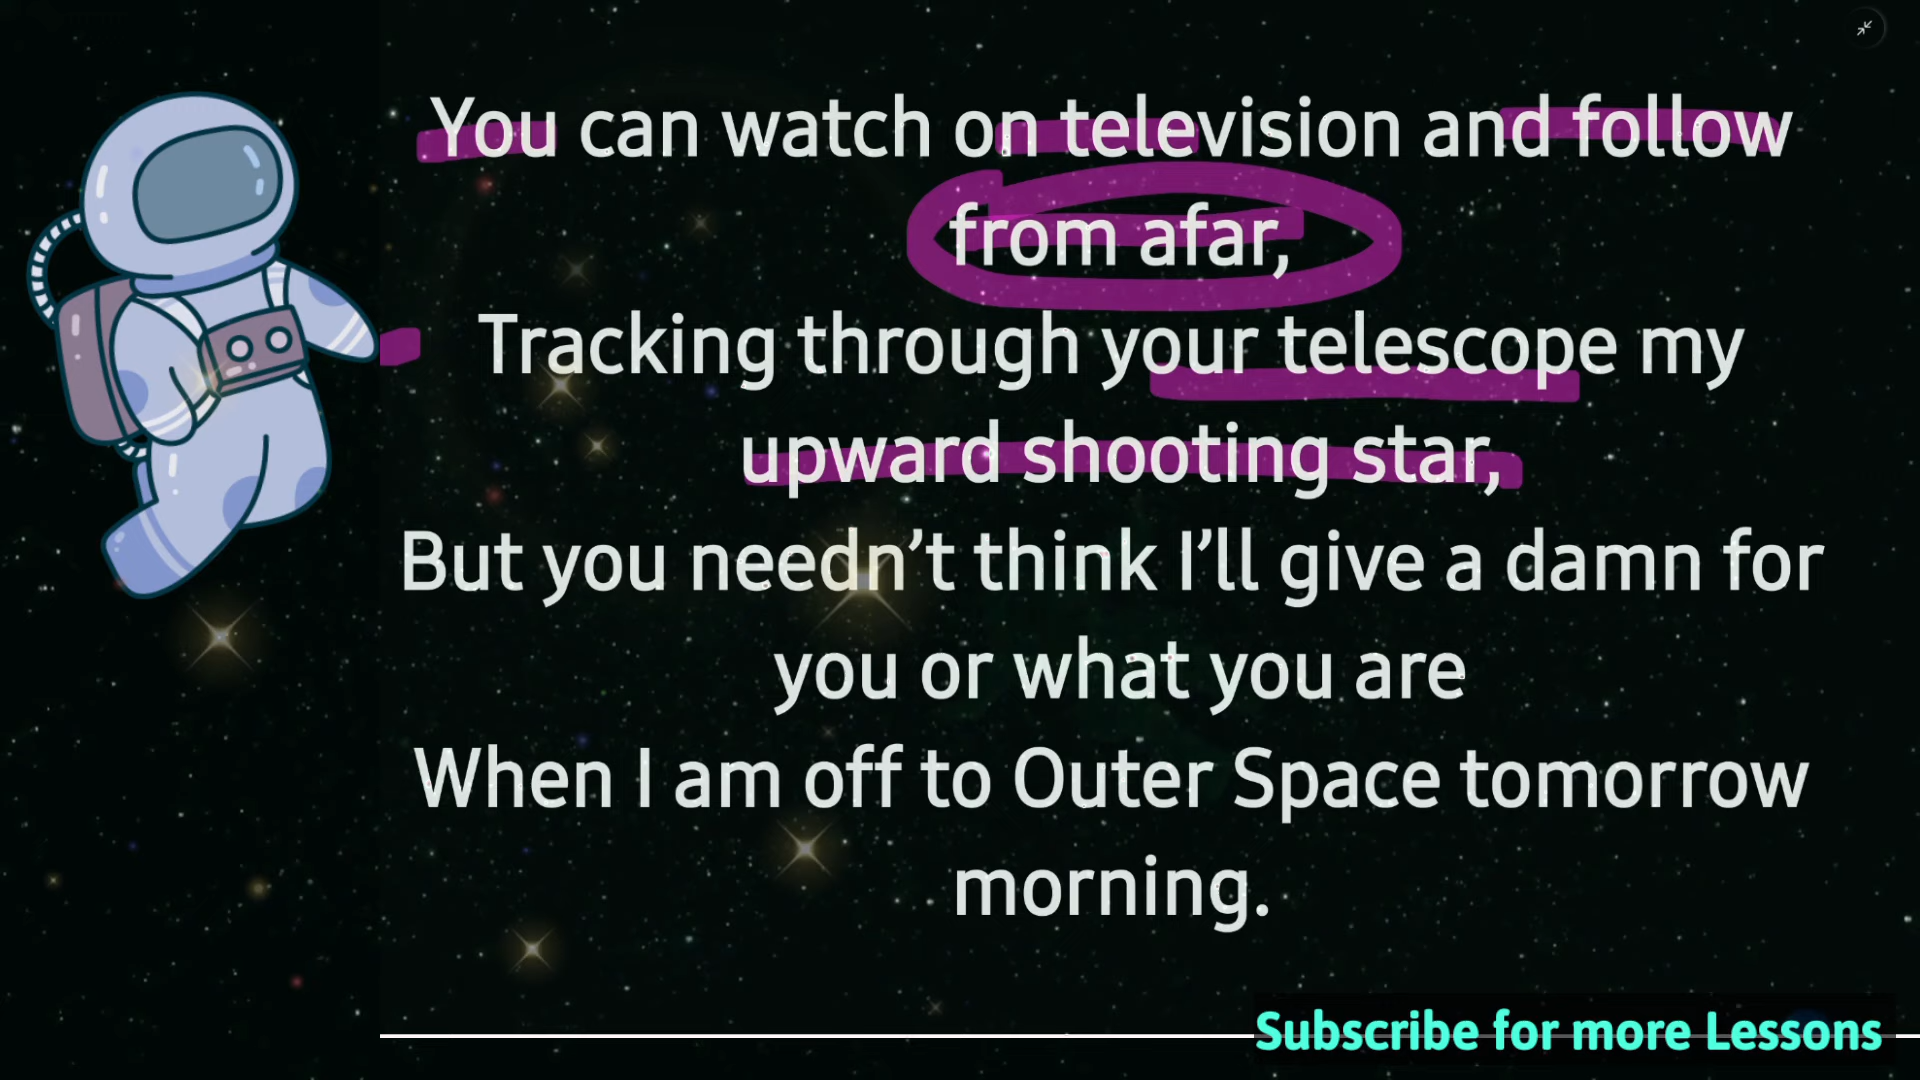 You can watch on television and follow
from afar,
Tracking through your telescope my
upward shooting star,
But you needn’t think I’ll give a damn for
you or what you are
When I am off to Outer Space tomorrow
morning.
Subscribe for more Lessons